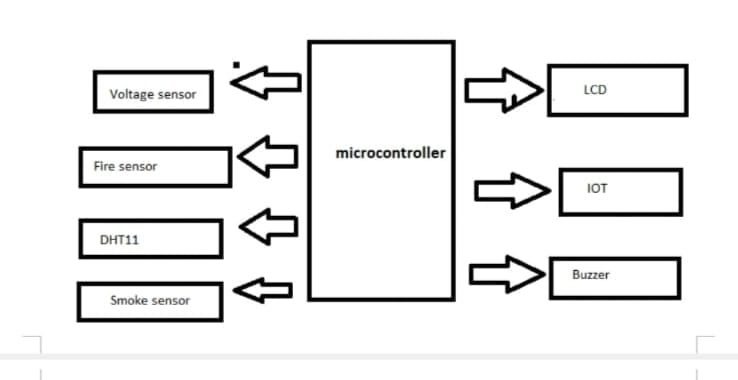 Voltage sensor
Fire sensor
DHT11
Smoke sensor
microcontroller
LCD
IOT
Buzzer